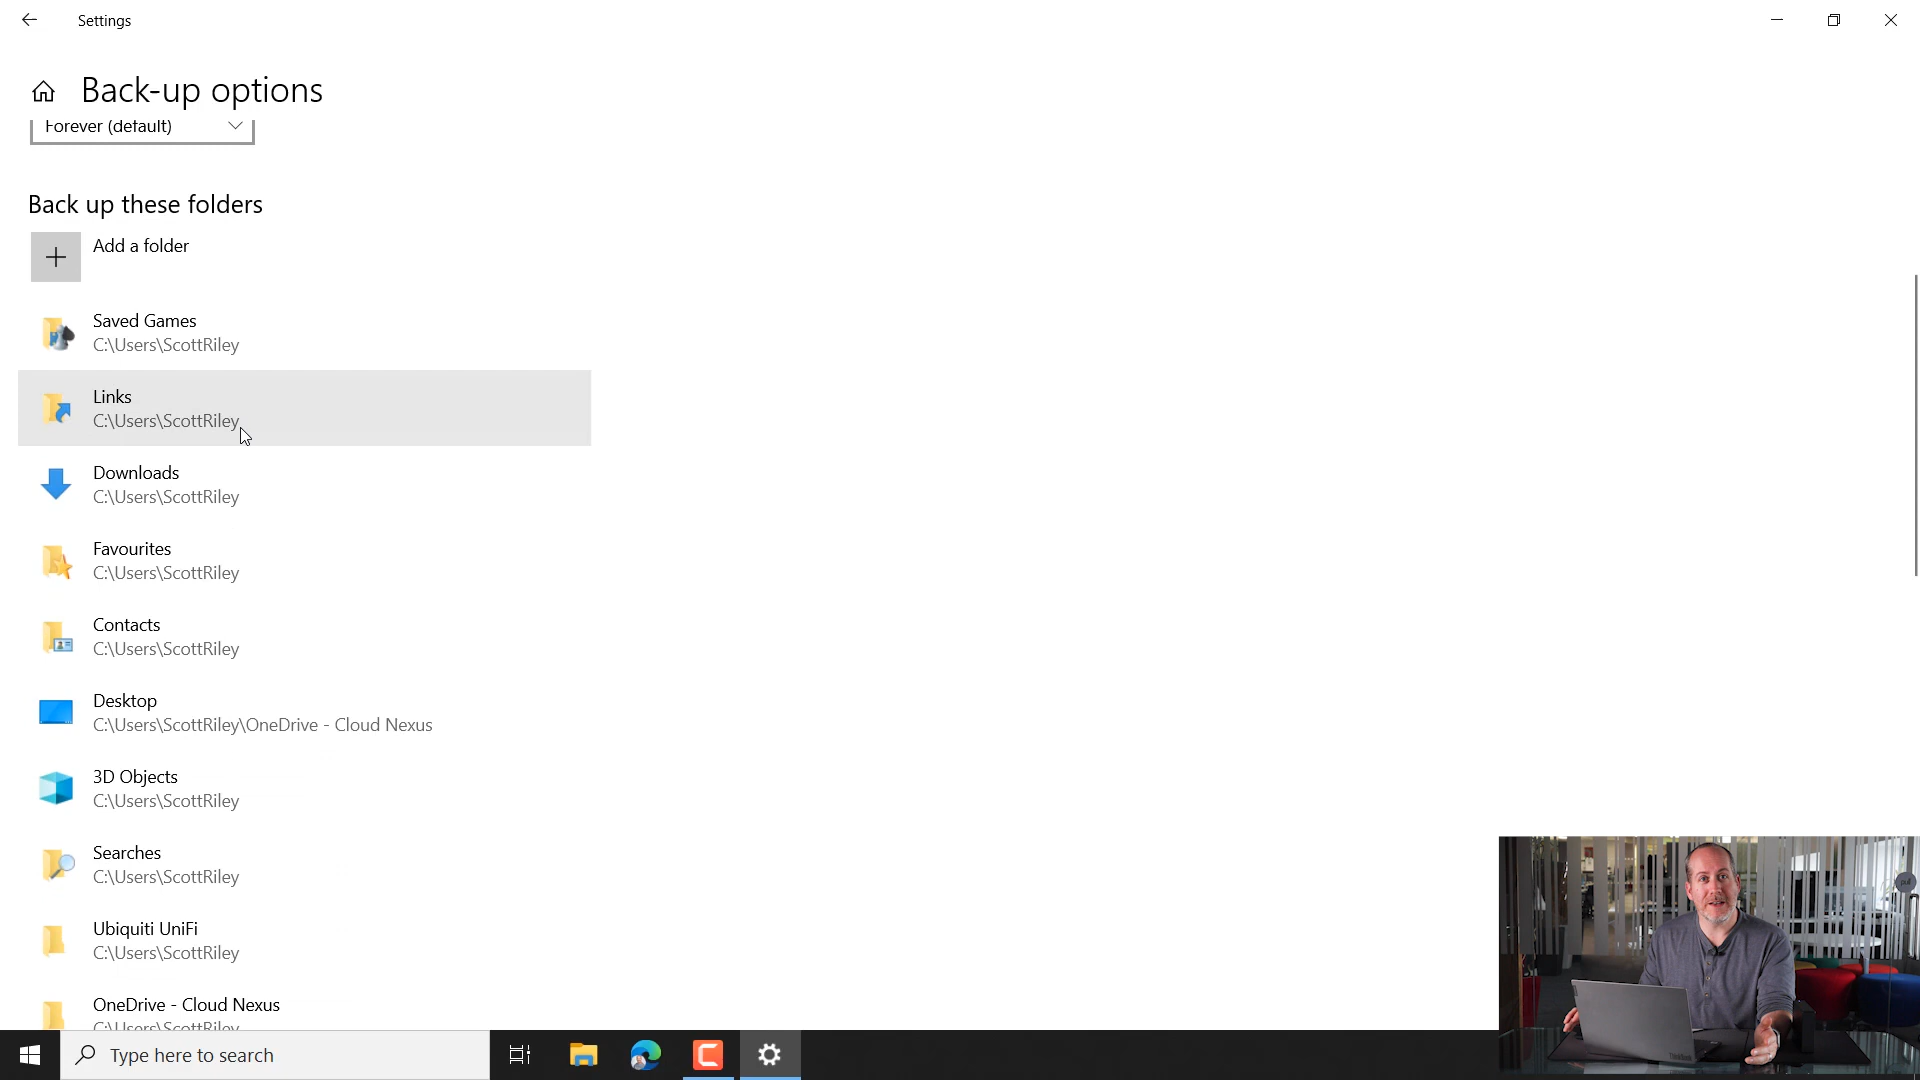 Settings
Back-up options
Forever (default)
Back up these folders
Add a folder
Saved Games
C:\Users\ScottRiley
Links
C:\Users\ScottRiley
Downloads
C:\Users\ScottRiley
Favourites
C:\Users\ScottRiley
Contacts
C:\Users\ScottRiley
Desktop
C:\Users\ScottRiley\OneDrive - Cloud Nexus
3D Objects
C:\Users\ScottRiley
Searches
C:\Users\ScottRiley
Ubiquiti UniFi
C:\Users\ScottRiley
OneDrive - Cloud Nexus
C:\Users\ScottRiley
Type here to search